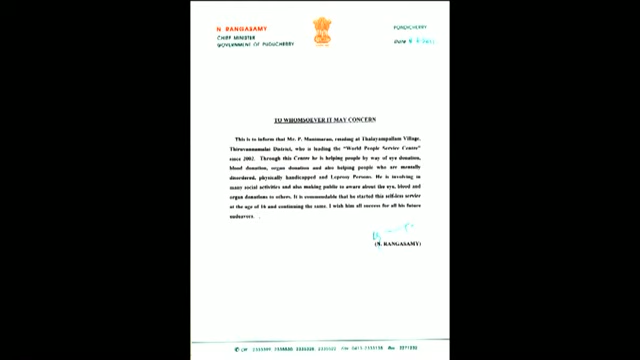 N RANGASAMY
CHIEF MINISTER
GOVERNMENT OF PUDUCHERRY
PONDICHERRY
TO WHOMSOEVER IT MAY CONCERN
This is to inform that Mr. P. Manimaran, residing at Thalayampallam Village,
Thiruvannamalai District, who is leading the "World People Service Center"
since 2002. Through this Center he is helping people by way of eye donation,
blood donation, organ donation and also helping people who are mentally
disordered, physically handicapped and Leprosy Persons. He is involving in
many social activities and also making public to aware about the eye, blood and
organ donations to others. It is commendable that he started this selfless service
at the age of 16 and continuing the same. I wish him all success for all his future
endeavors.
(N. RANGASAMY)